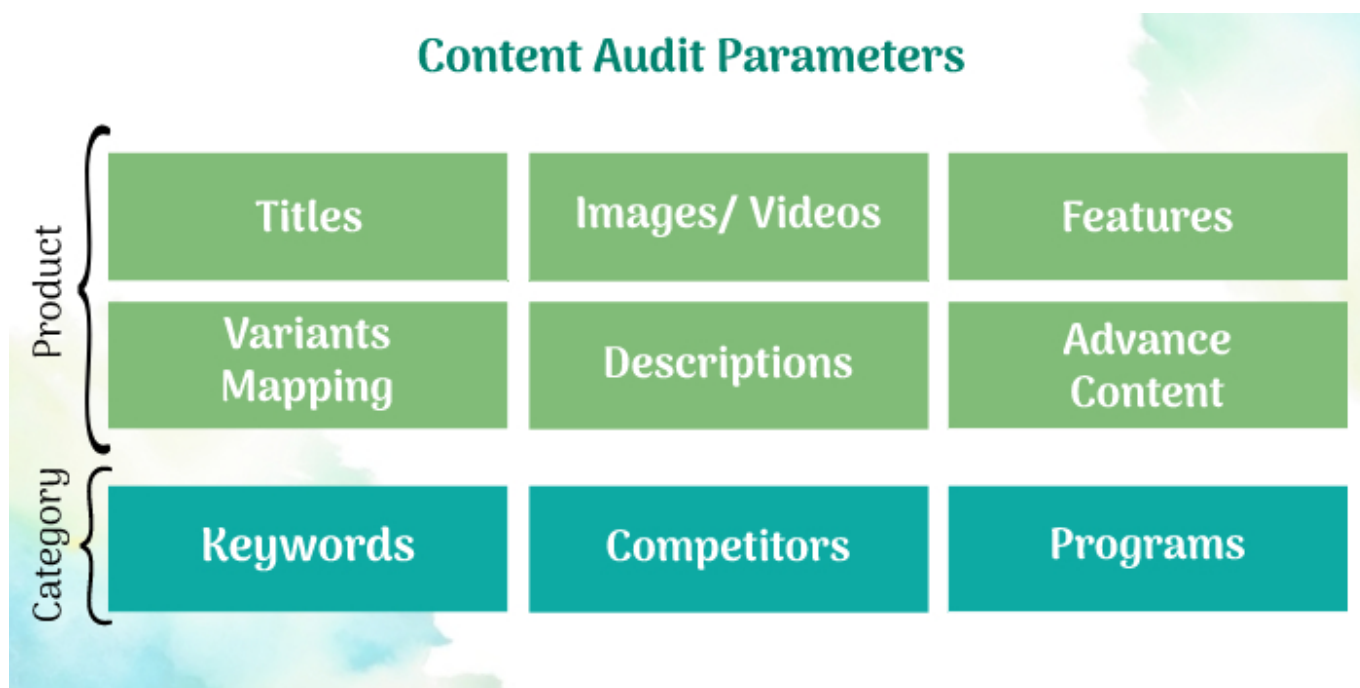 Content Audit Parameters
Product
Titles
Images/ Videos
Features
Variants
Mapping
Descriptions
Advance
Content
Category
Keywords
Competitors
Programs